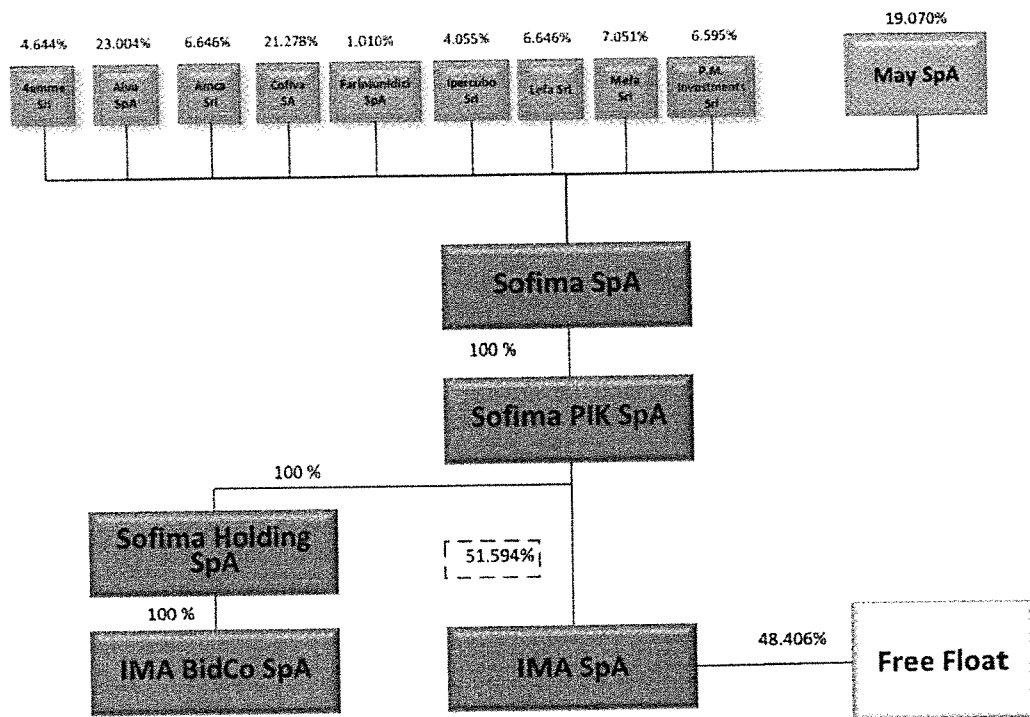 19.070%
4.644% 23.004% 6.646% 21.278% 1.010% 4.055% 6.646% 7.051% 6.595%
4emme Alva Amca Cofiva Farinaunidici Ipercubo Lefa Srl Mefa P.M. Investments May SpA
Srl SpA Srl SA SpA Srl Srl Srl
Sofima SpA
100 %
Sofima PIK SpA
100 %
Sofima Holding
SpA
51.594%
100 %
48.406%
IMA BidCo SpA IMA SpA Free Float